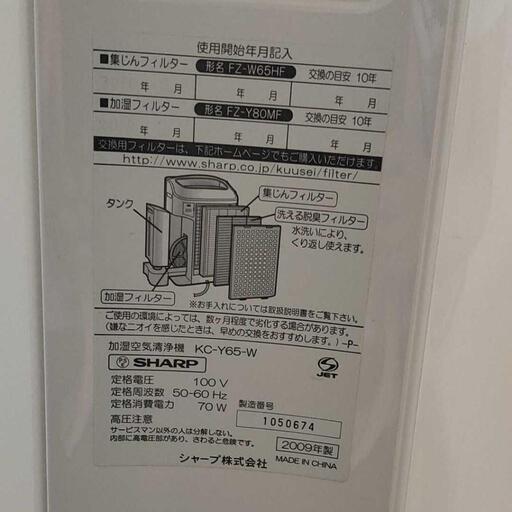 使用開始年月記入
■集じんフィルター 形名 FZ-W65HF 交換の目安 10年
年 月 年 月 年 月
■加湿フィルター 形名 FZ-Y80MF 交換の目安 10年
年 月 年 月 年 月
交換用フィルターは、下記ホームページでもご購入いただけます。
http://www.sharp.co.jp/kuusei/filter/
集じんフィルター
タンク
洗える脱臭フィルター
水洗いにより、
くり返し使えます。
加湿フィルター
※お手入れについては取扱説明書をご覧下さい。
ご使用の環境によっては、数ヶ月程度で劣化する場合があります。
(嫌なニオイを感じたときは、早めの交換をおすすめします。) -P-
加湿空気清浄機 KC-Y65-W
SHARP
JET
定格電圧 100V
定格周波数 50-60Hz
定格消費電力 70W
製造番号
1050674
高圧注意
サービスマン以外の人は分解しない。
内部に高電圧部があり、さわると危険です。
2009年製
シャープ株式会社
MADE IN CHINA